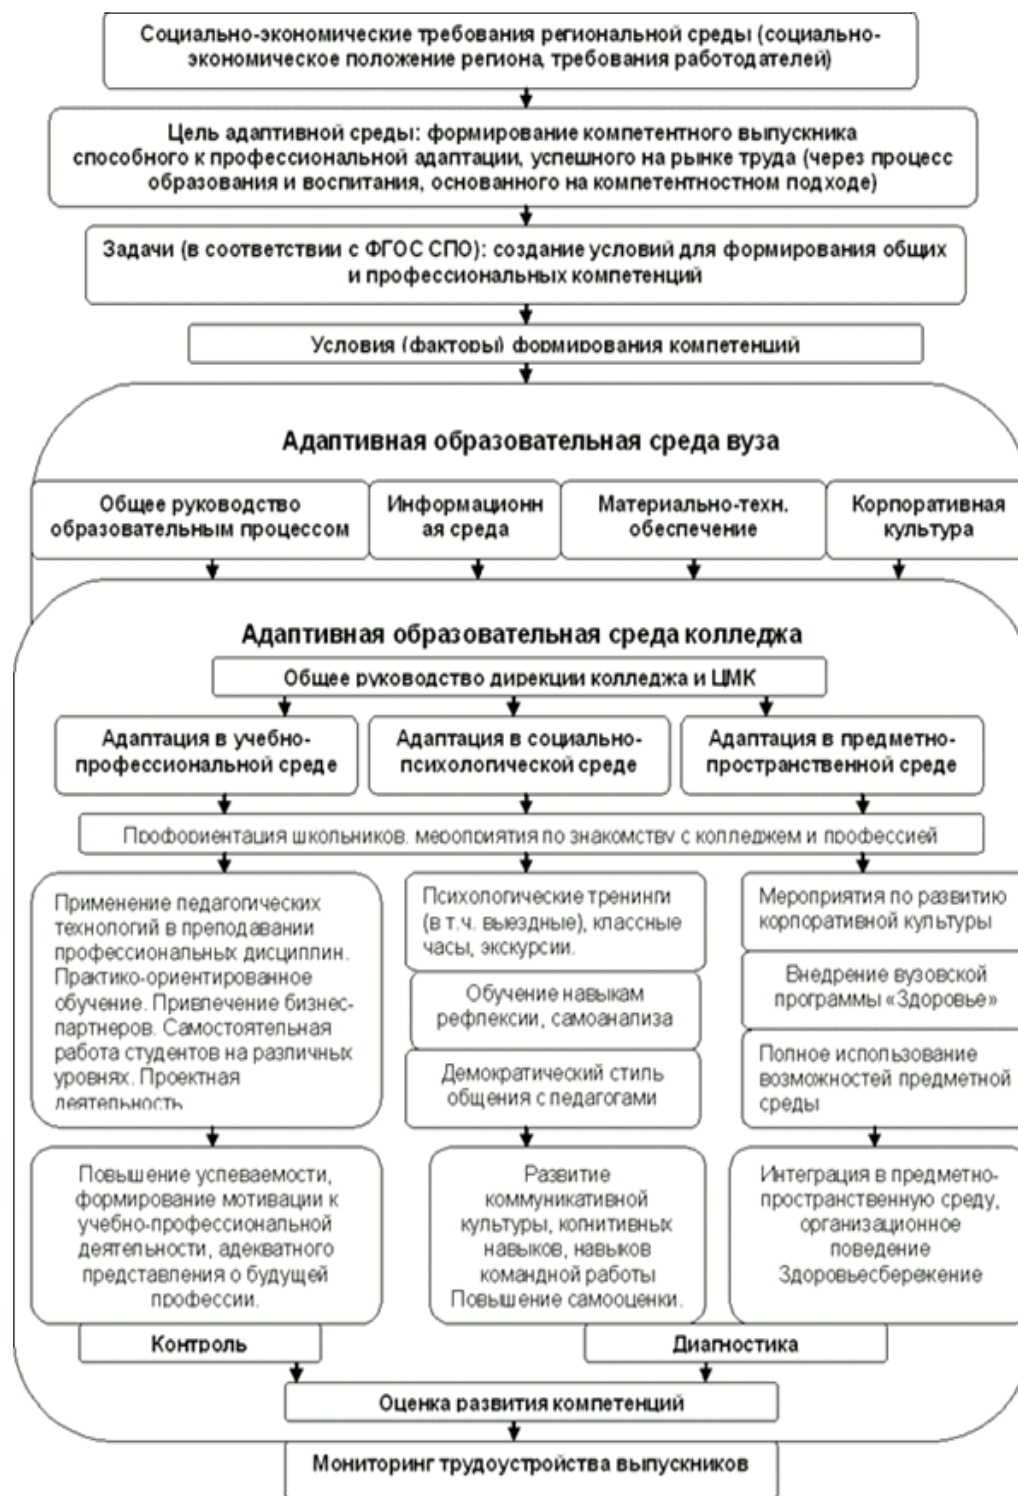 Социально-экономические требования региональной среды (социально-
экономическое положение региона, требования работодателей)
Цель адаптивной среды: формирование компетентного выпускника
способного к профессиональной адаптации, успешного на рынке труда (через процесс
образования и воспитания, основанного на компетентностном подходе)
Задачи (в соответствии с ФГОС СПО): создание условий для формирования общих
и профессиональных компетенций
Условия (факторы) формирования компетенций
Адаптивная образовательная среда вуза
Общее руководство
образовательным процессом
Информационн
ая среда
Материально-техн.
обеспечение
Корпоративная
культура
Адаптивная образовательная среда колледжа
Общее руководство дирекции колледжа и ЦМК
Адаптация в учебно-
профессиональной среде
Адаптация в социально-
психологической среде
Адаптация в предметно-
пространственной среде
Профориентация школьников, мероприятия по знакомству с колледжем и профессией
Применение педагогических
технологий в преподавании
профессиональных дисциплин.
Практико-ориентированное
обучение. Привлечение бизнес-
партнеров. Самостоятельная
работа студентов на различных
уровнях. Проектная
деятельность
Психологические тренинги
(в т.ч. выездные), классные
часы, экскурсии.
Обучение навыкам
рефлексии, самоанализа
Демократический стиль
общения с педагогами
Мероприятия по развитию
корпоративной культуры
Внедрение вузовской
программы «Здоровье»
Полное использование
возможностей предметной
среды
Повышение успеваемости,
формирование мотивации к
учебно-профессиональной
деятельности, адекватного
представления о будущей
профессии.
Развитие
коммуникативной
культуры, когнитивных
навыков, навыков
командной работы
Повышение самооценки.
Интеграция в предметно-
пространственную среду,
организационное
поведение
Здоровьесбережение
Контроль
Диагностика
Оценка развития компетенций
Мониторинг трудоустройства выпускников